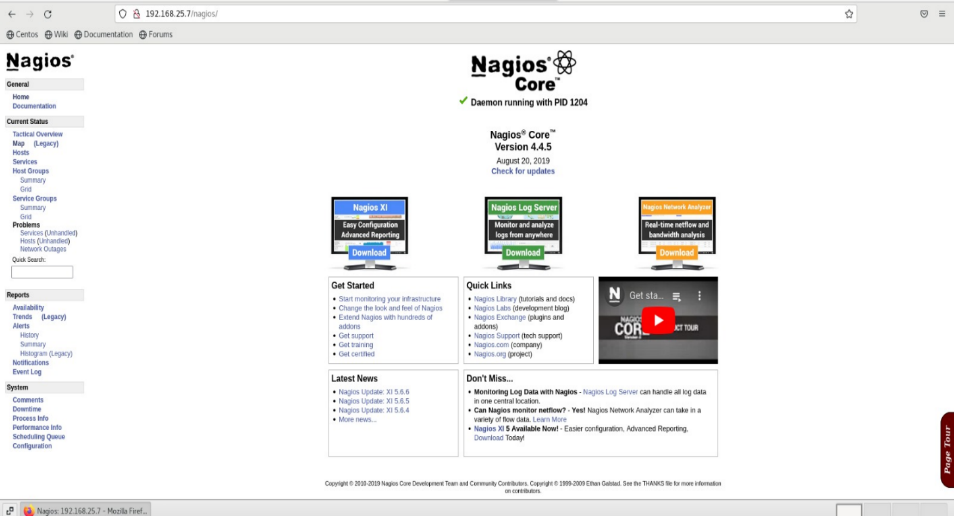 192.168.25.7/nagios/
Centos Wiki Documentation Forums
Nagios®
General
Home
Documentation
Current Status
Tactical Overview
Map (Legacy)
Hosts
Services
Host Groups
Summary
Grid
Service Groups
Summary
Grid
Problems
Services (Unhandled)
Hosts (Unhandled)
Network Outages
Quick Search:
Reports
Availability
Trends (Legacy)
Alerts
History
Summary
Histogram (Legacy)
Notifications
Event Log
System
Comments
Downtime
Process Info
Performance Info
Scheduling Queue
Configuration
Nagios®
Core™
Daemon running with PID 1204
Nagios® Core™
Version 4.4.5
August 20, 2019
Check for updates
Nagios XI
Easy Configuration
Advanced Reporting
Download
Nagios Log Server
Monitor and analyze
logs from anywhere
Download
Nagios Network Analyzer
Real-time netflow and
bandwidth analysis
Download
Get Started
Start monitoring your infrastructure
Change the look and feel of Nagios
Extend Nagios with hundreds of
addons
Get support
Get training
Get certified
Quick Links
Nagios Library (tutorials and docs)
Nagios Labs (development blog)
Nagios Exchange (plugins and
addons)
Nagios Support (tech support)
Nagios.com (company)
Nagios.org (project)
N Get sta...
NAGIOS
CORE
UCT TOUR
Latest News
Nagios Update: XI 5.6.6
Nagios Update: XI 5.6.5
Nagios Update: XI 5.6.4
More news...
Don't Miss...
Monitoring Log Data with Nagios - Nagios Log Server can handle all log data
in one central location.
Can Nagios monitor netflow? - Yes! Nagios Network Analyzer can take in a
variety of flow data. Learn More
Nagios XI 5 Available Now! - Easier configuration, Advanced Reporting,
Download Today!
Page Tour
Copyright © 2010-2019 Nagios Core Development Team and Community Contributors. Copyright © 1999-2009 Ethan Galstad. See the THANKS file for more information
on contributors.
Nagios: 192.168.25.7 - Mozilla Firef...